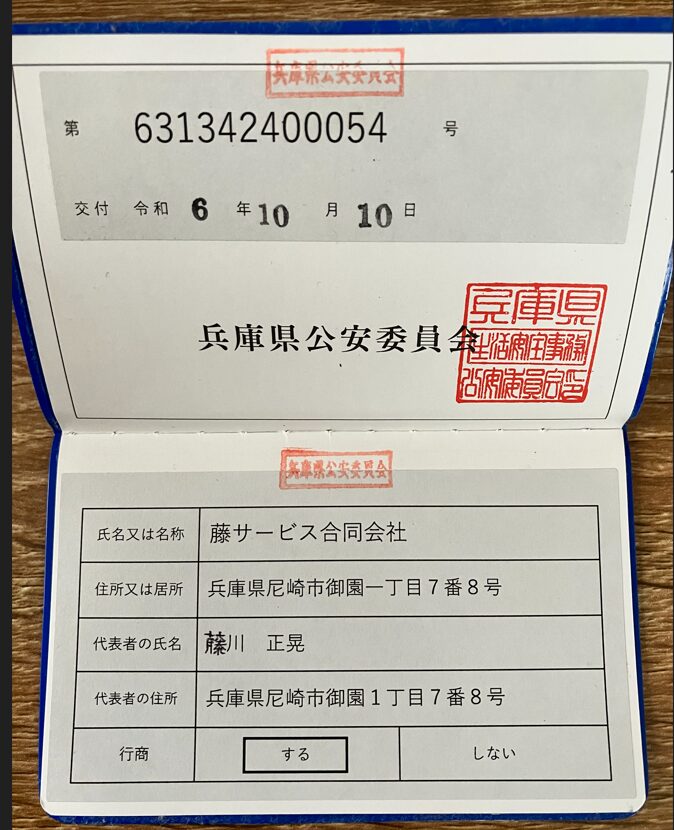 兵庫県公安委員会
第 631342400054 号
交付 令和 6 年 10 月 10 日
兵庫県公安委員会
兵庫県公安委員会
氏名又は名称 藤サービス合同会社
住所又は居所 兵庫県尼崎市御園一丁目7番8号
代表者の氏名 藤川 正晃
代表者の住所 兵庫県尼崎市御園1丁目7番8号
行商 する しない